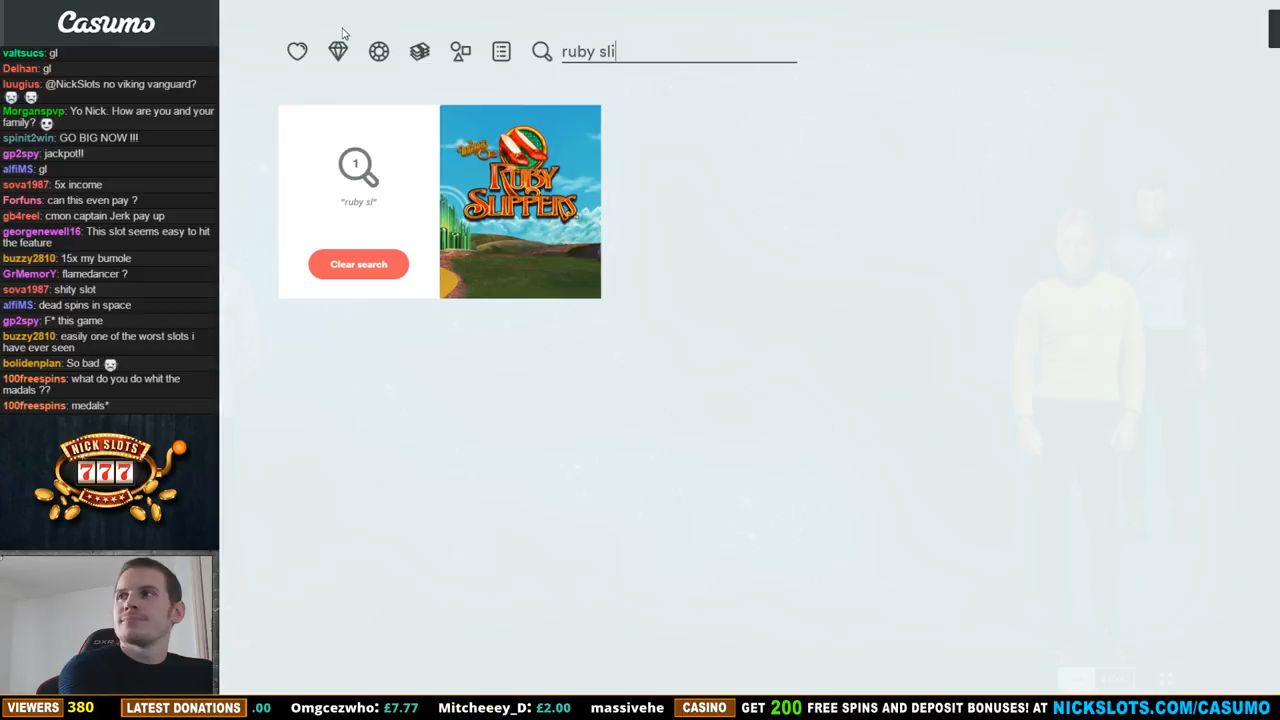 Casumo
valtsucs: gl
Delhan: gl
luugius: @NickSlots no viking vanguard?
Morganspvp: Yo Nick. How are you and your
family?
spinit2win: GO BIG NOW !!!
gp2spy: jackpot!!
alfiMS: gl
sova1987: 5x income
Forfuns: can this even pay ?
gb4reel: cmon captain Jerk pay up
georgenewell16: This slot seems easy to hit
the feature
buzzy2810: 15x my bumole
GrMemorY: flamedancer ?
sova1987: shity slot
alfiMS: dead spins in space
gp2spy: F* this game
buzzy2810: easily one of the worst slots i
have ever seen
bolidenplan: So bad
100freespins: what do you do whit the
madals ??
100freespins: medals*
NICK SLOTS
777
DXR
ruby sli
1
"ruby sl"
Clear search
RUBY
SLIPPERS
VIEWERS 380 LATEST DONATIONS .00 Omgcezwho: £7.77 Mitcheeey_D: £2.00 massivehe CASINO GET 200 FREE SPINS AND DEPOSIT BONUSES! AT NICKSLOTS.COM/CASUMO